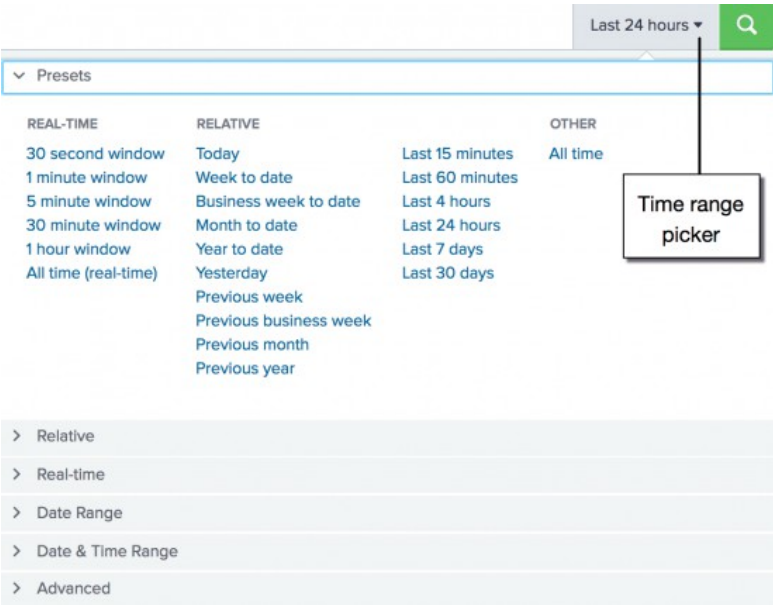 Last 24 hours
Presets
REAL-TIME
30 second window
1 minute window
5 minute window
30 minute window
1 hour window
All time (real-time)
RELATIVE
Today
Week to date
Business week to date
Month to date
Year to date
Yesterday
Previous week
Previous business week
Previous month
Previous year
Last 15 minutes
Last 60 minutes
Last 4 hours
Last 24 hours
Last 7 days
Last 30 days
OTHER
All time
Time range
picker
Relative
Real-time
Date Range
Date & Time Range
Advanced